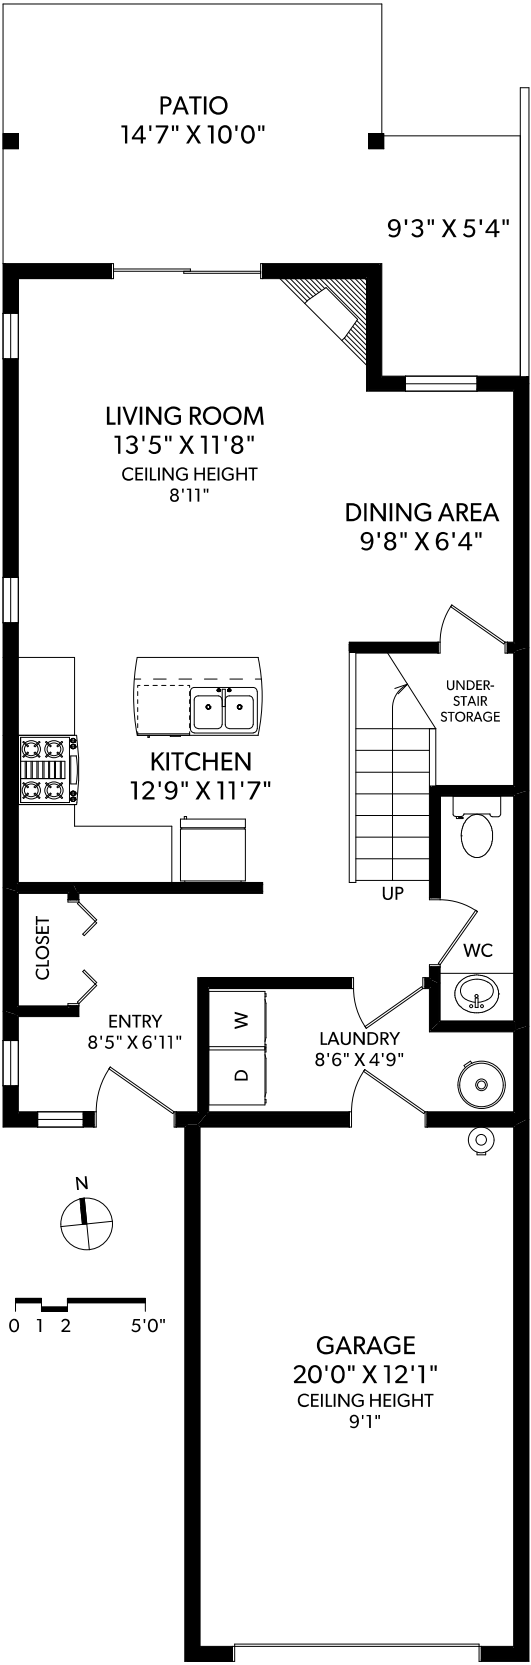 PATIO
14'7" X 10'0"
9'3" X 5'4"
LIVING ROOM
13'5" X 11'8"
CEILING HEIGHT
8'11"
DINING AREA
9'8" X 6'4"
UNDER-
STAIR
STORAGE
KITCHEN
12'9" X 11'7"
UP
CLOSET
WC
ENTRY
8'5" X 6'11"
W
D
LAUNDRY
8'6" X 4'9"
N
0 1 2 5'0"
GARAGE
20'0" X 12'1"
CEILING HEIGHT
9'1"